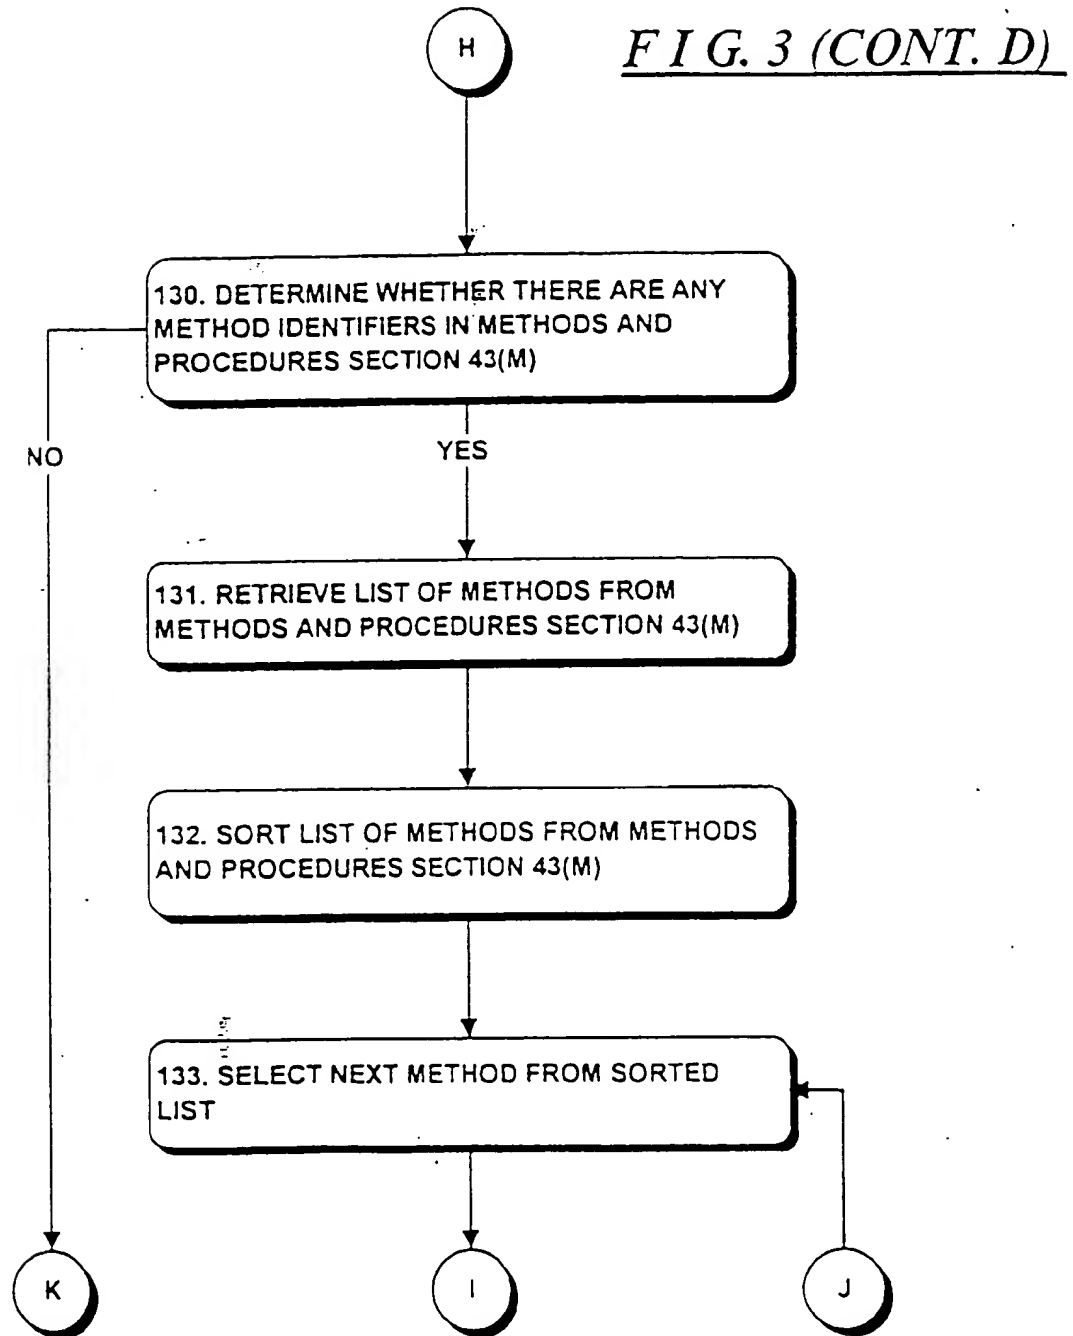 H
F I G. 3 (CONT. D)
130. DETERMINE WHETHER THERE ARE ANY
METHOD IDENTIFIERS IN METHODS AND
PROCEDURES SECTION 43(M)
NO
YES
131. RETRIEVE LIST OF METHODS FROM
METHODS AND PROCEDURES SECTION 43(M)
132. SORT LIST OF METHODS FROM METHODS
AND PROCEDURES SECTION 43(M)
133. SELECT NEXT METHOD FROM SORTED
LIST
K
I
J